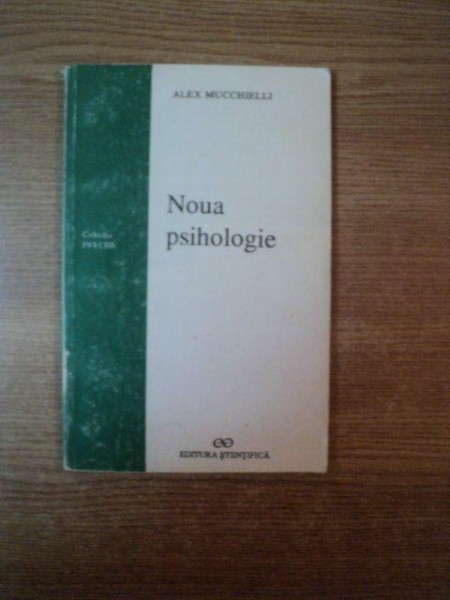 ALEX MUCCHIELLI
Noua
psihologie
Colecția
PSYCHE
EDITURA ȘTIINȚIFICĂ